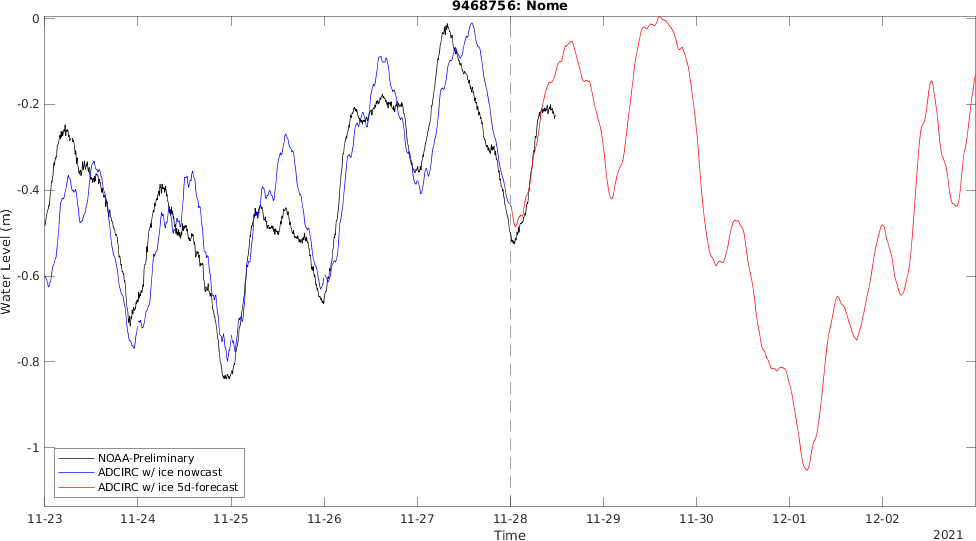 9468756: Nome
0
-0.2
-0.4
-0.6
-0.8
-1
Water Level (m)
NOAA-Preliminary
ADCIRC w/ ice nowcast
ADCIRC w/ ice 5d-forecast
11-23 11-24 11-25 11-26 11-27 11-28 11-29 11-30 12-01 12-02
Time
2021